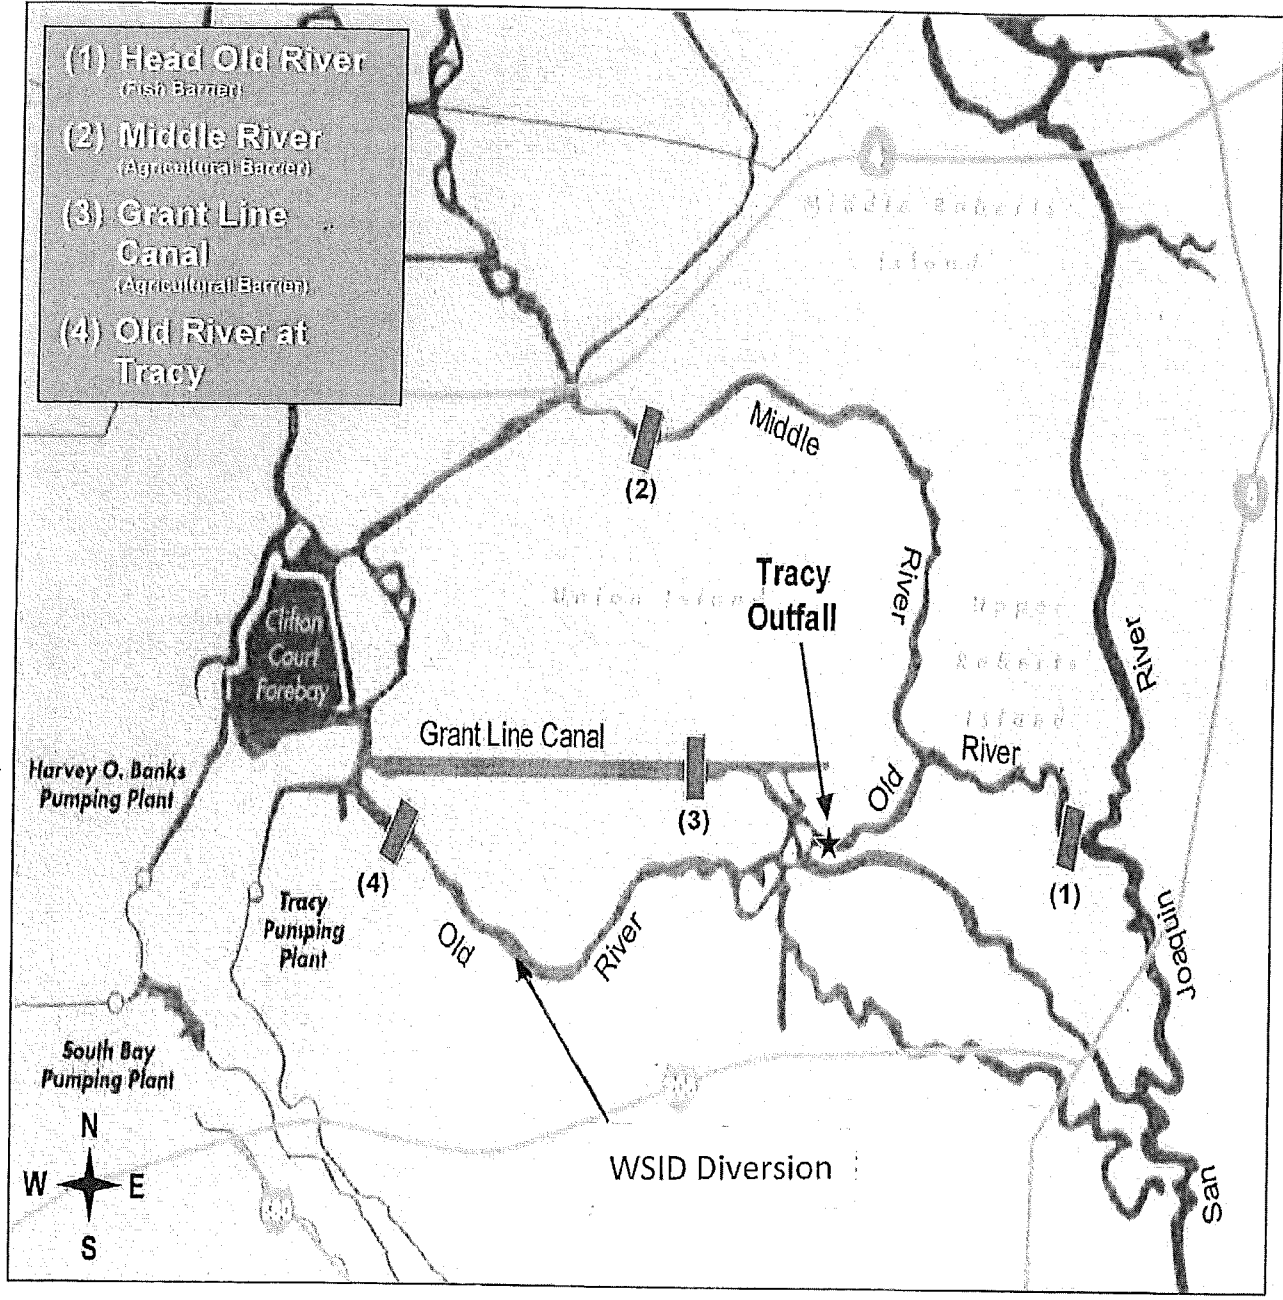 (1) Head Old River
(Fish Barrier)
(2) Middle River
(Agricultural Barrier)
(3) Grant Line
Canal
(Agricultural Barrier)
(4) Old River at
Tracy
4
Middle Roberts
Island
Middle
(2)
4
River
Tracy
Outfall
Union Island
Upper
Roberts
Island
River
Clifton
Court
Forebay
Grant Line Canal
River
Old
Harvey O. Banks
Pumping Plant
(3)
(4)
(1)
Tracy
Pumping
Plant
Old
River
Joaquin
South Bay
Pumping Plant
WSID Diversion
San
N
W E
S